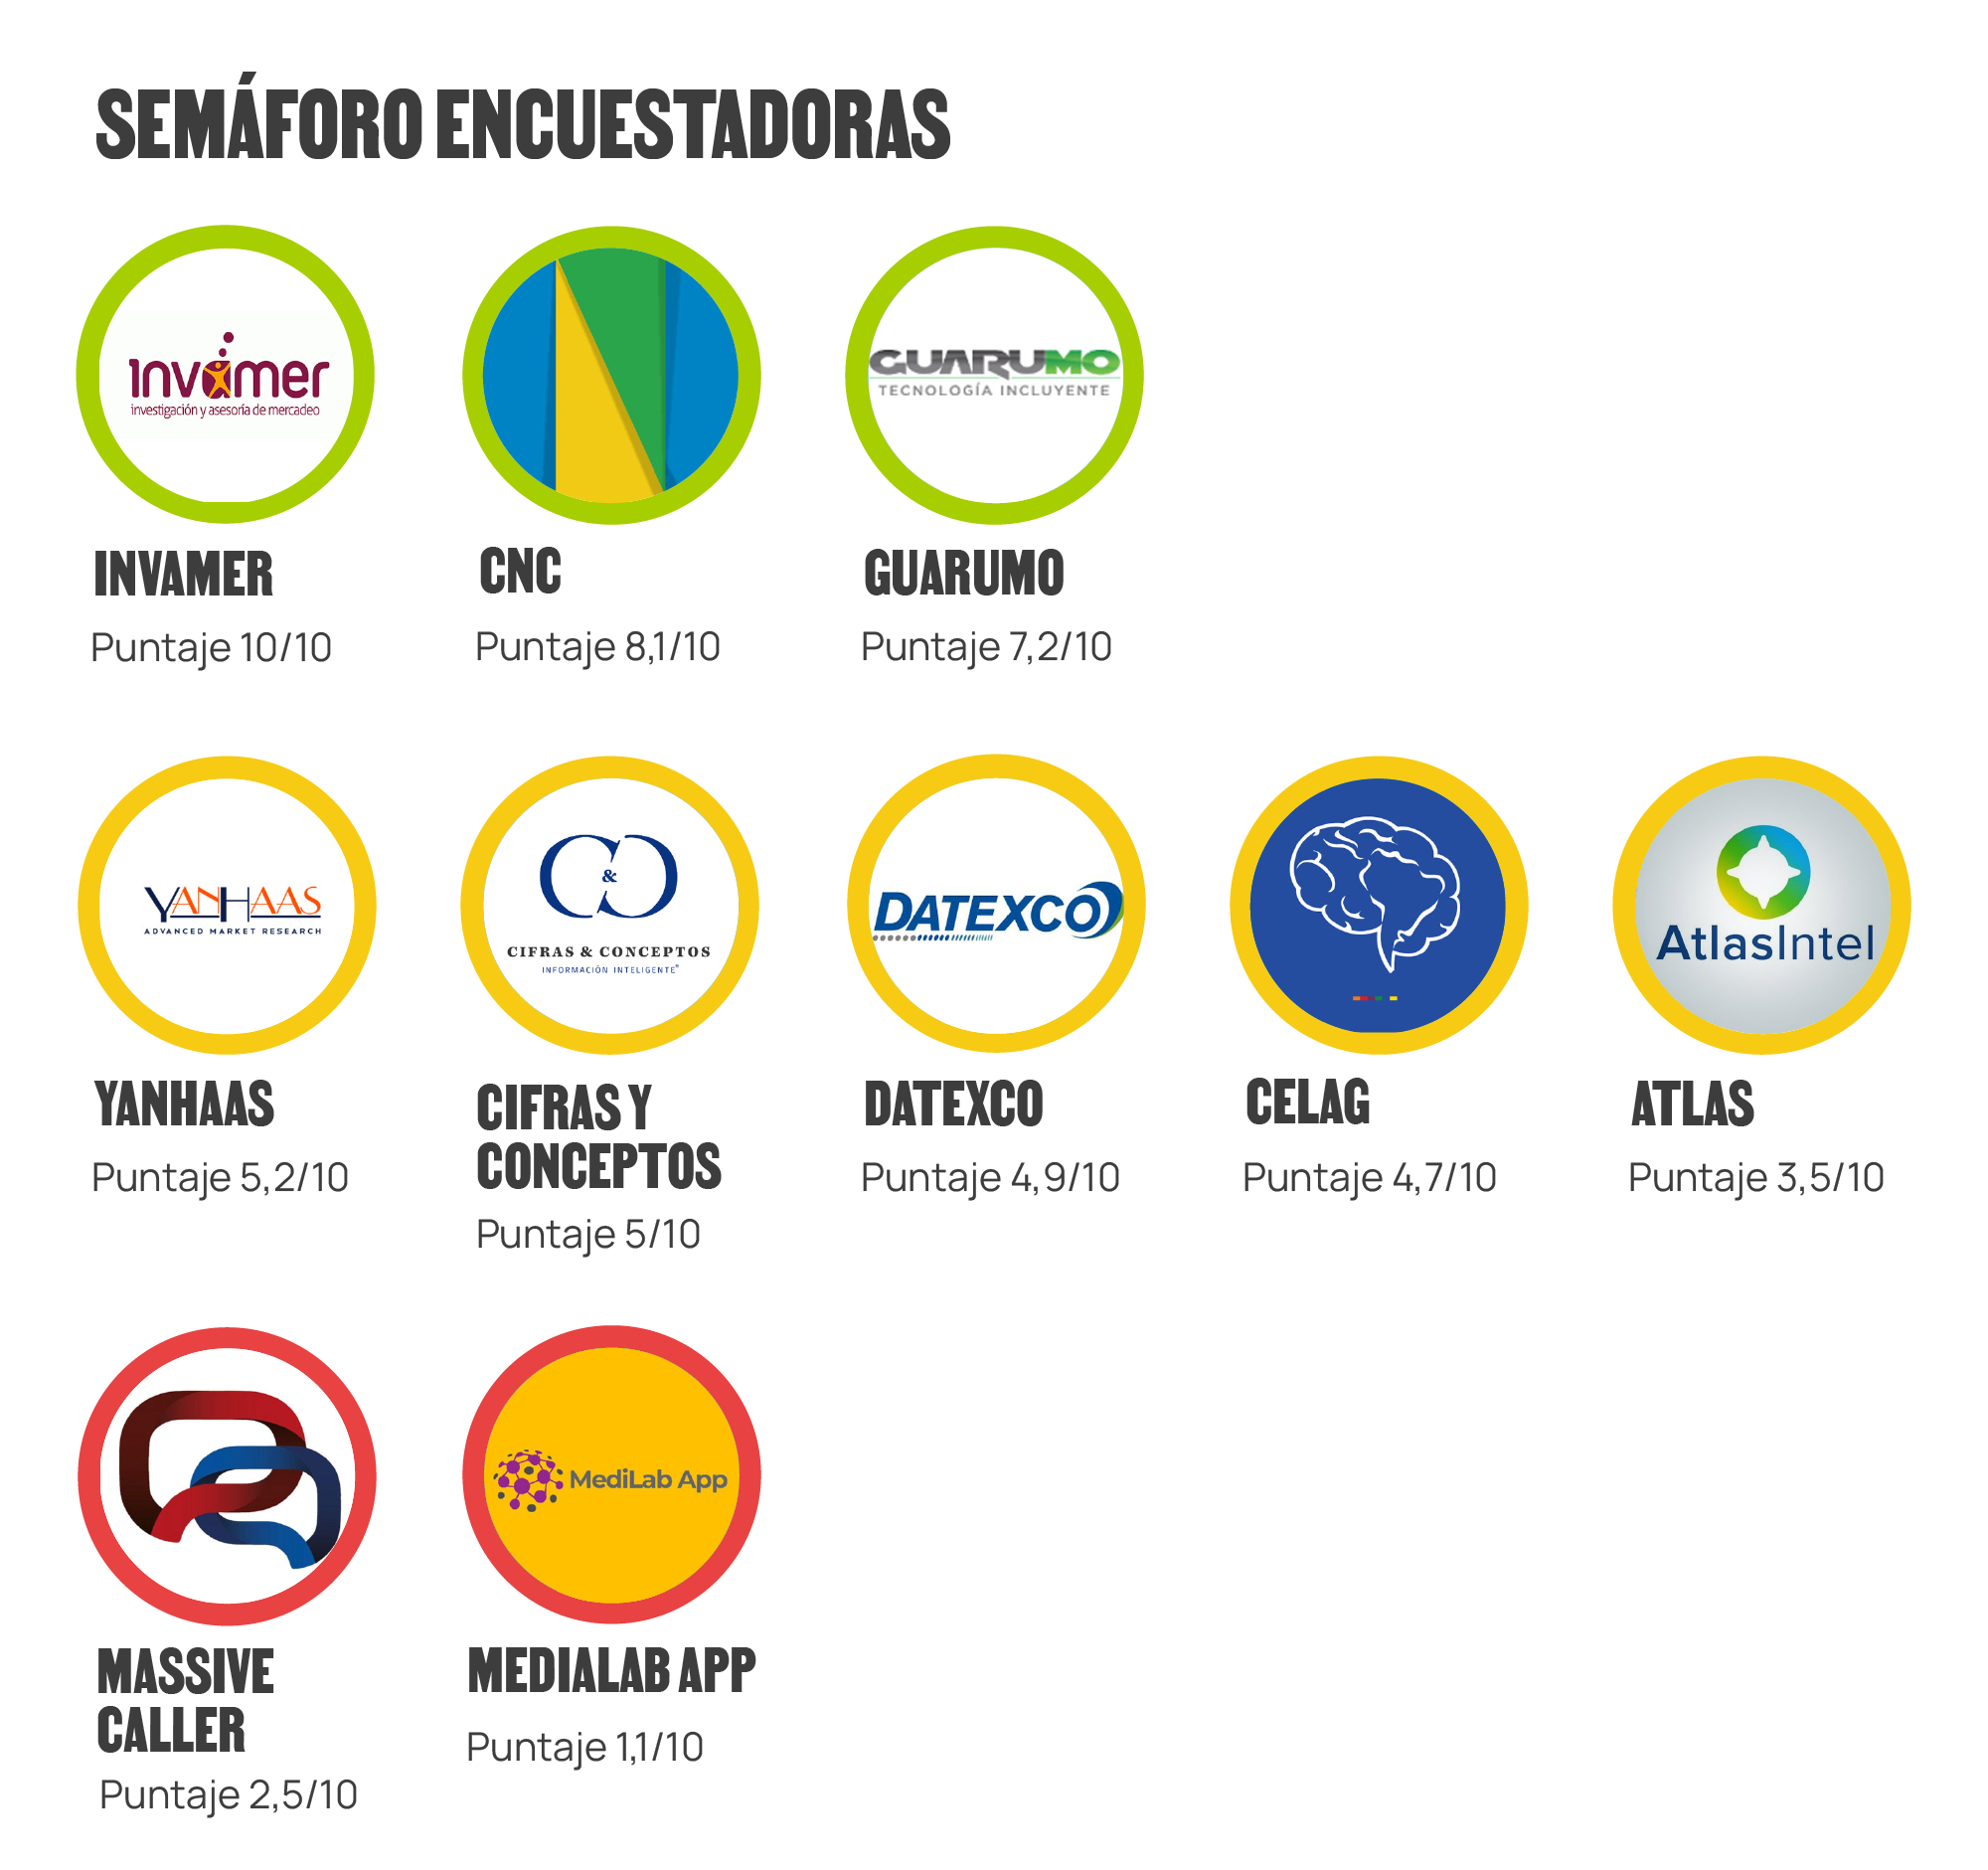 SEMÁFORO ENCUESTADORAS
invamer
investigación y asesoría de mercadeo
GUARUMO
TECNOLOGÍA INCLUYENTE
INVAMER
CNC
GUARUMO
Puntaje 10/10
Puntaje 8,1/10
Puntaje 7,2/10
YANHAAS
ADVANCED MARKET RESEARCH
C&C
CIFRAS & CONCEPTOS
INFORMACIÓN INTELIGENTE®
DATEXCO
AtlasIntel
YANHAAS
Puntaje 5,2/10
CIFRAS Y
CONCEPTOS
Puntaje 5/10
DATEXCO
Puntaje 4,9/10
CELAG
Puntaje 4,7/10
ATLAS
Puntaje 3,5/10
MediLab App
MASSIVE
CALLER
Puntaje 2,5/10
MEDIALAB APP
Puntaje 1,1/10